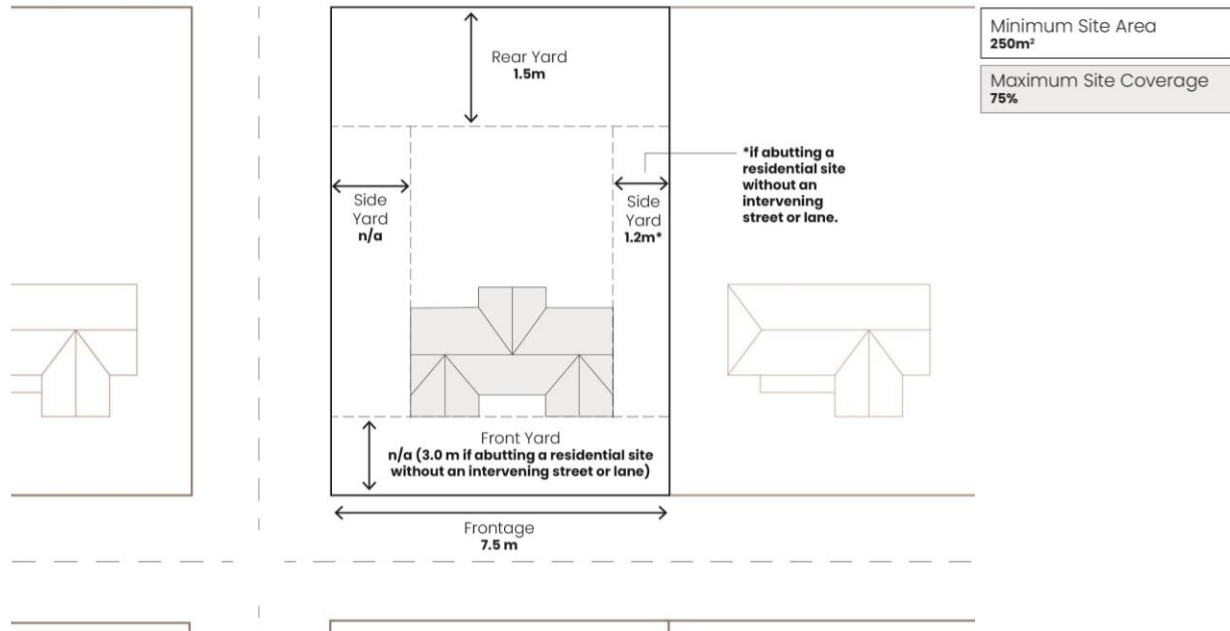 Minimum Site Area
250m²
Maximum Site Coverage
75%
Rear Yard
1.5m
*if abutting a
residential site
without an
intervening
street or lane.
Side
Yard
n/a
Side
Yard
1.2m*
Front Yard
n/a (3.0 m if abutting a residential site
without an intervening street or lane)
Frontage
7.5 m